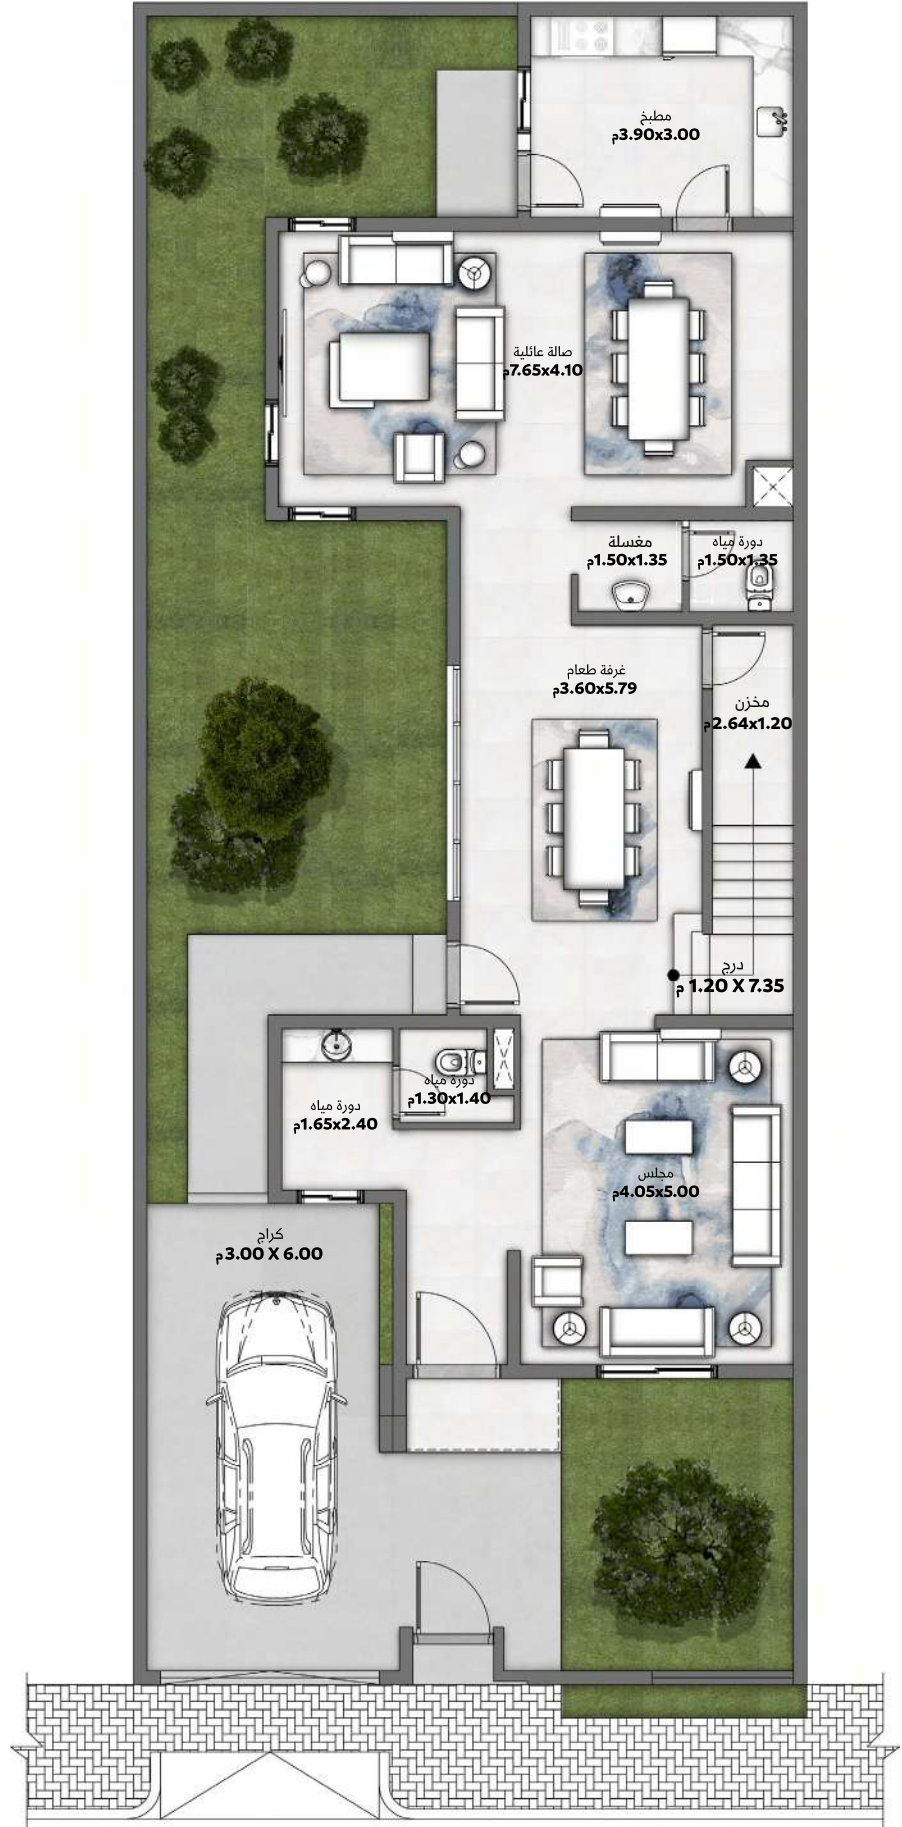 مطبخ
3.90x3.00م
صالة عائلية
7.65x4.10م
مغسلة
1.50x1.35م
دورة مياه
1.50x1.35م
غرفة طعام
3.60x5.79م
مخزن
2.64x1.20م
درج
1.20 X 7.35 م
دورة مياه
1.30x1.40م
دورة مياه
1.65x2.40م
مجلس
4.05x5.00م
كراج
3.00 X 6.00م